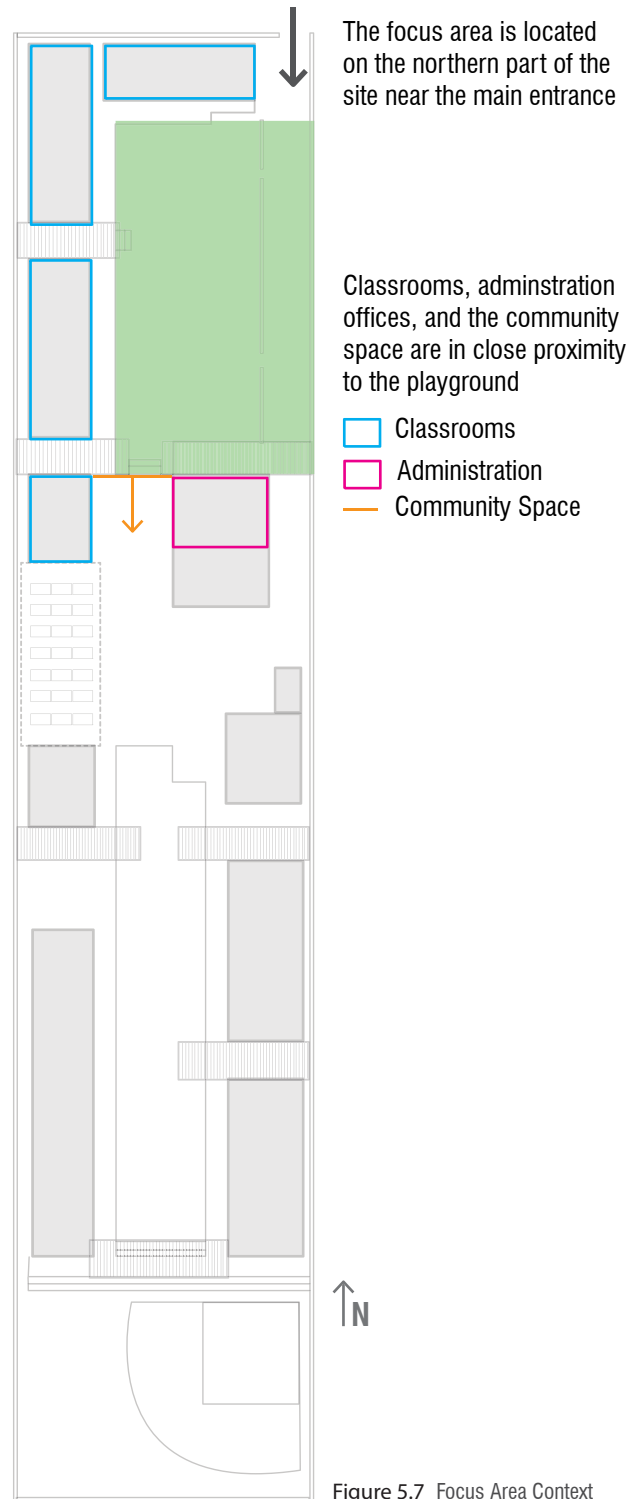 The focus area is located
on the northern part of the
site near the main entrance
Classrooms, adminstration
offices, and the community
space are in close proximity
to the playground
Classrooms
Administration
Community Space
N
Figure 5.7 Focus Area Context